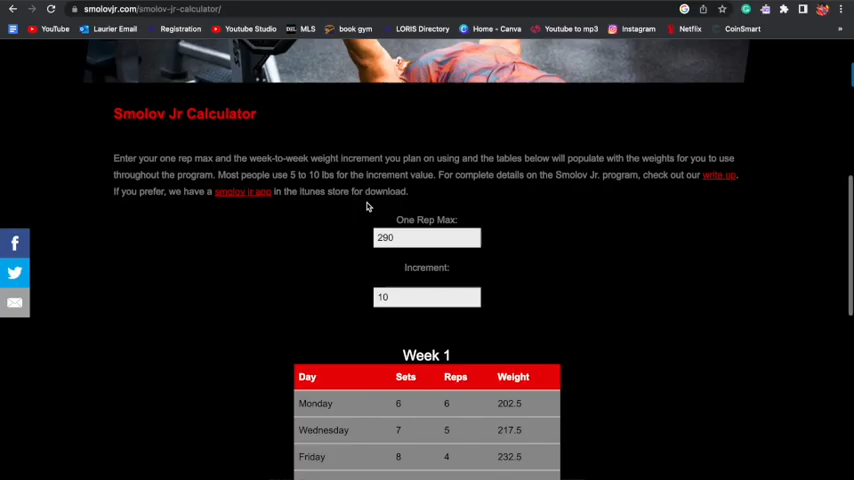 smolovjr.com/smolov-jr-calculator/
YouTube Laurier Email Registration YouTube Studio MLS book gym LORIS Directory Home - Canva Youtube to mp3 Instagram Netflix CoinSmart »
Smolov Jr Calculator
Enter your one rep max and the week-to-week weight increment you plan on using and the tables below will populate with the weights for you to use
throughout the program. Most people use 5 to 10 lbs for the increment value. For complete details on the Smolov Jr. program, check out our write up.
If you prefer, we have a smolov jr app in the itunes store for download.
One Rep Max:
290
Increment:
10
Week 1
Day Sets Reps Weight
Monday 6 6 202.5
Wednesday 7 5 217.5
Friday 8 4 232.5